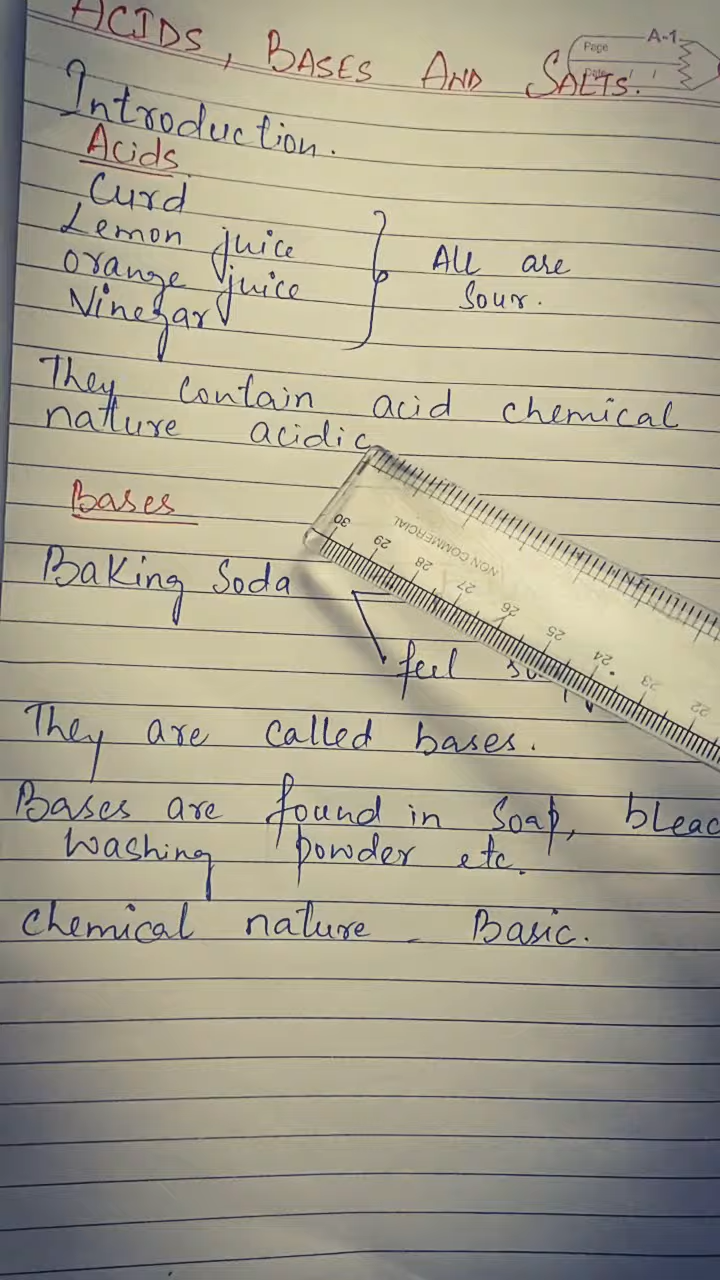 ACIDS, BASES AND SALTS.
A-1
Page
Date / /
Introduction.
Acids
Curd
Lemon juice
Orange juice
Vinegar
All are
Sour.
They contain acid chemical
nature acidic
Bases
Baking Soda
feel
They are called bases.
Bases are found in Soap, bleac
Washing powder etc.
chemical nature - Basic.
30 29 28 27 26 25 24 23 22
NON COMMERCIAL